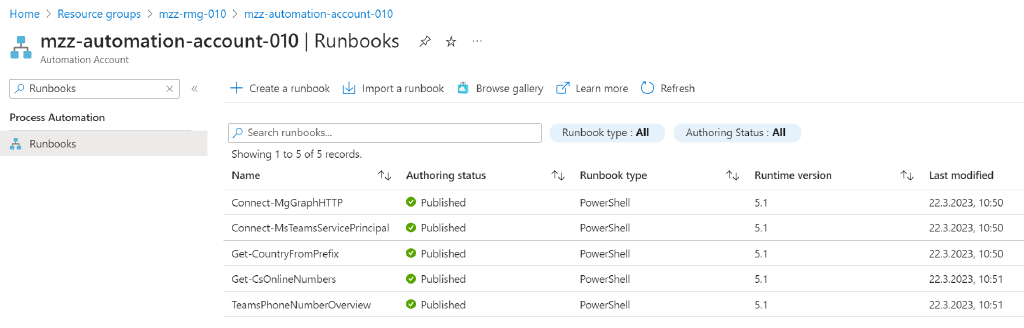 Home > Resource groups > mzz-rmg-010 > mzz-automation-account-010
mzz-automation-account-010 | Runbooks ...
Automation Account
Runbooks × «
+ Create a runbook Import a runbook Browse gallery Learn more Refresh
Process Automation
Runbooks
Search runbooks... Runbook type : All Authoring Status : All
Showing 1 to 5 of 5 records.
Name Authoring status Runbook type Runtime version Last modified
Connect-MgGraphHTTP Published PowerShell 5.1 22.3.2023, 10:50
Connect-MsTeamsServicePrincipal Published PowerShell 5.1 22.3.2023, 10:50
Get-CountryFromPrefix Published PowerShell 5.1 22.3.2023, 10:50
Get-CsOnlineNumbers Published PowerShell 5.1 22.3.2023, 10:51
TeamsPhoneNumberOverview Published PowerShell 5.1 22.3.2023, 10:51